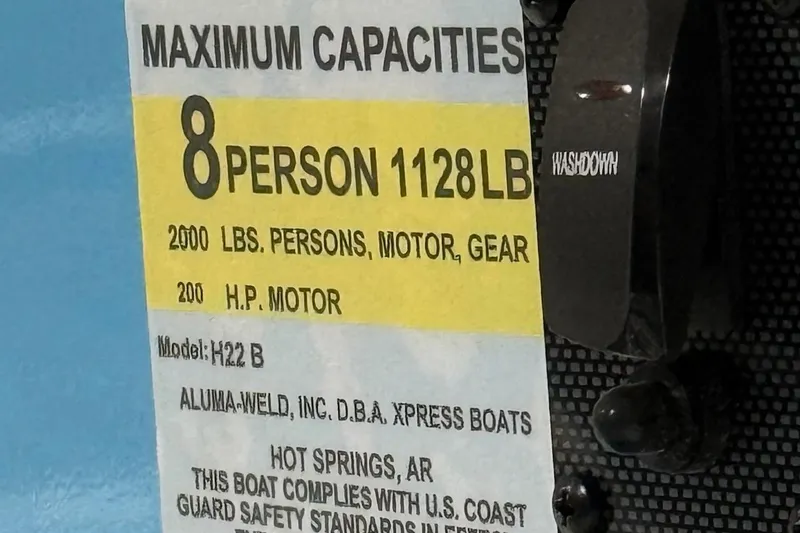 MAXIMUM CAPACITIES
8 PERSON 1128 LB
2000 LBS. PERSONS, MOTOR, GEAR
200 H.P. MOTOR
Model: H22 B
ALUMA-WELD, INC. D.B.A. XPRESS BOATS
HOT SPRINGS, AR
THIS BOAT COMPLIES WITH U.S. COAST
GUARD SAFETY STANDARDS IN
WASHDOWN